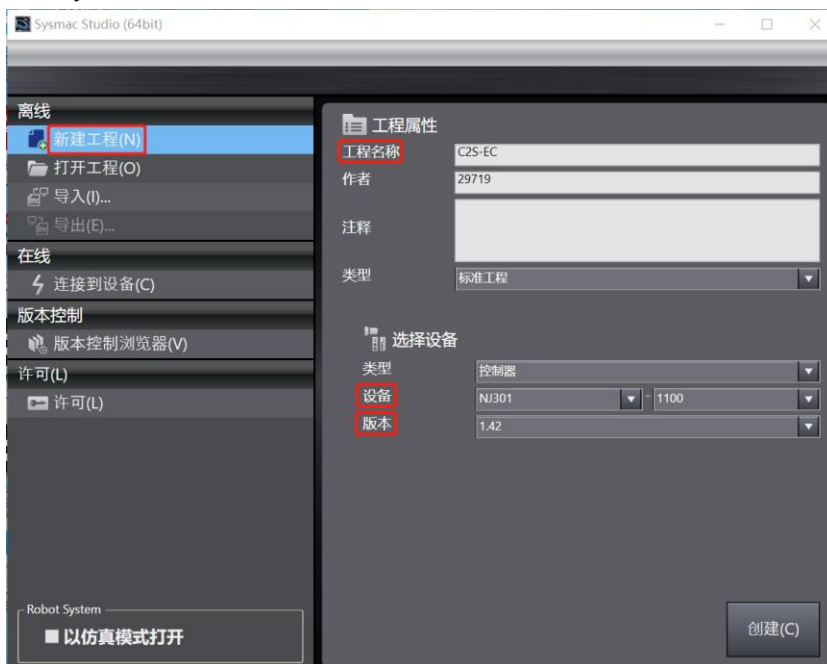 Sysmac Studio (64bit)
离线
新建工程(N)
打开工程(O)
导入(I)...
导出(E)...
在线
连接到设备(C)
版本控制
版本控制浏览器(V)
许可(L)
许可(L)
Robot System
以仿真模式打开
工程属性
工程名称 C2S-EC
作者 29719
注释
类型 标准工程
选择设备
类型 控制器
设备 NJ301 - 1100
版本 1.42
创建(C)